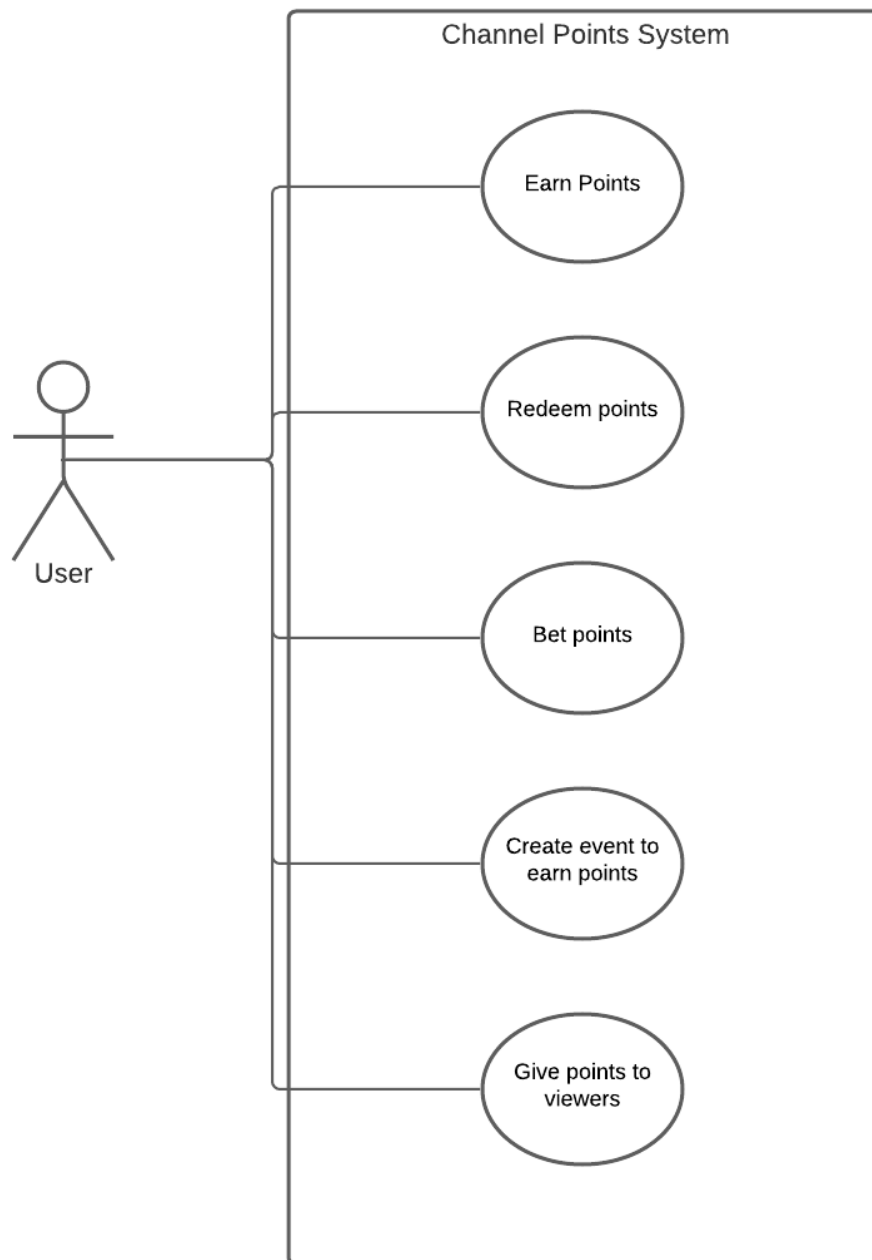 Channel Points System
Earn Points
Redeem points
User
Bet points
Create event to
earn points
Give points to
viewers